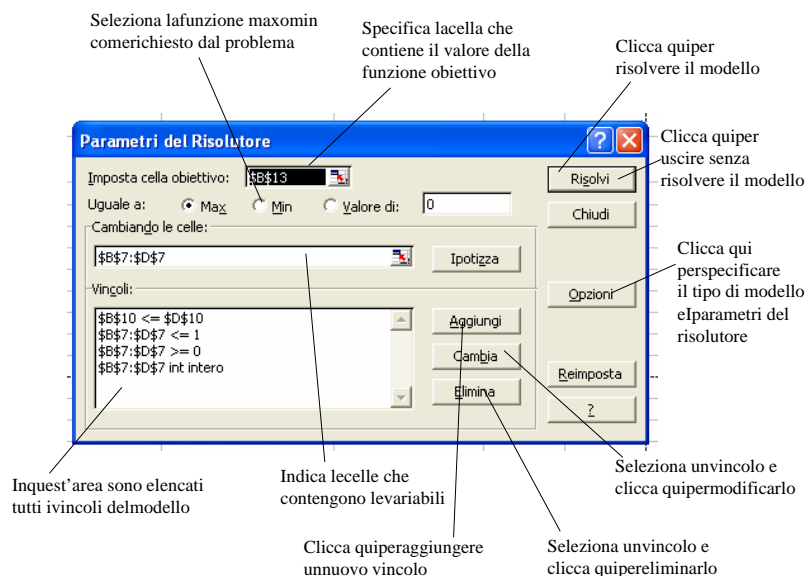 Seleziona lafunzione maxomin
comerichiesto dal problema
Specifica lacella che
contiene il valore della
funzione obiettivo
Clicca quiper
risolvere il modello
Parametri del Risolutore
Clicca quiper
uscire senza
risolvere il modello
Imposta cella obiettivo: $B$13
Risolvi
Uguale a: Max Min Valore di: 0
Chiudi
Cambiando le celle:
$B$7:$D$7
Ipotizza
Clicca qui
perspecificare
il tipo di modello
eIparametri del
risolutore
Vincoli:
Opzioni
$B$10 <= $D$10
$B$7:$D$7 <= 1
$B$7:$D$7 >= 0
$B$7:$D$7 int intero
Aggiungi
Cambia
Elimina
Reimposta
?
Inquest'area sono elencati
tutti ivincoli delmodello
Indica lecelle che
contengono levariabili
Seleziona unvincolo e
clicca quipermodificarlo
Clicca quiperaggiungere
unnuovo vincolo
Seleziona unvincolo e
clicca quipereliminarlo